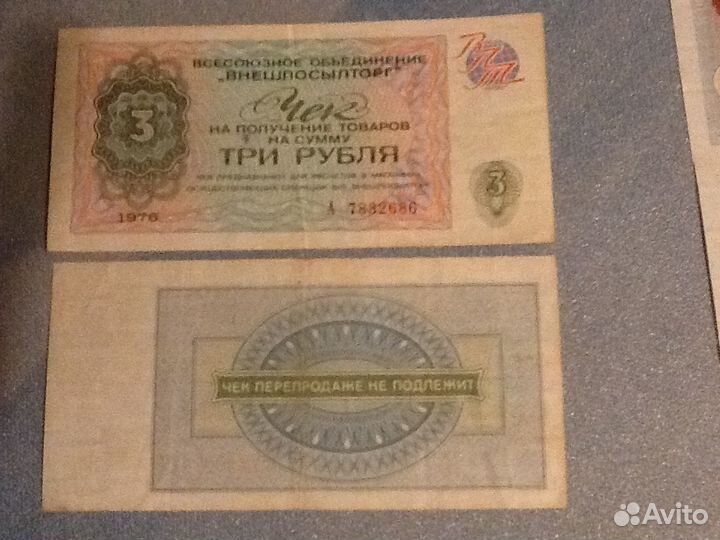 ВСЕСОЮЗНОЕ ОБЪЕДИНЕНИЕ
„ВНЕШПОСЫЛТОРГ"
Чек
НА ПОЛУЧЕНИЕ ТОВАРОВ
НА СУММУ
ТРИ РУБЛЯ
3
3
1976
А 7832686
ЧЕК ПЕРЕПРОДАЖЕ НЕ ПОДЛЕЖИТ
Avito